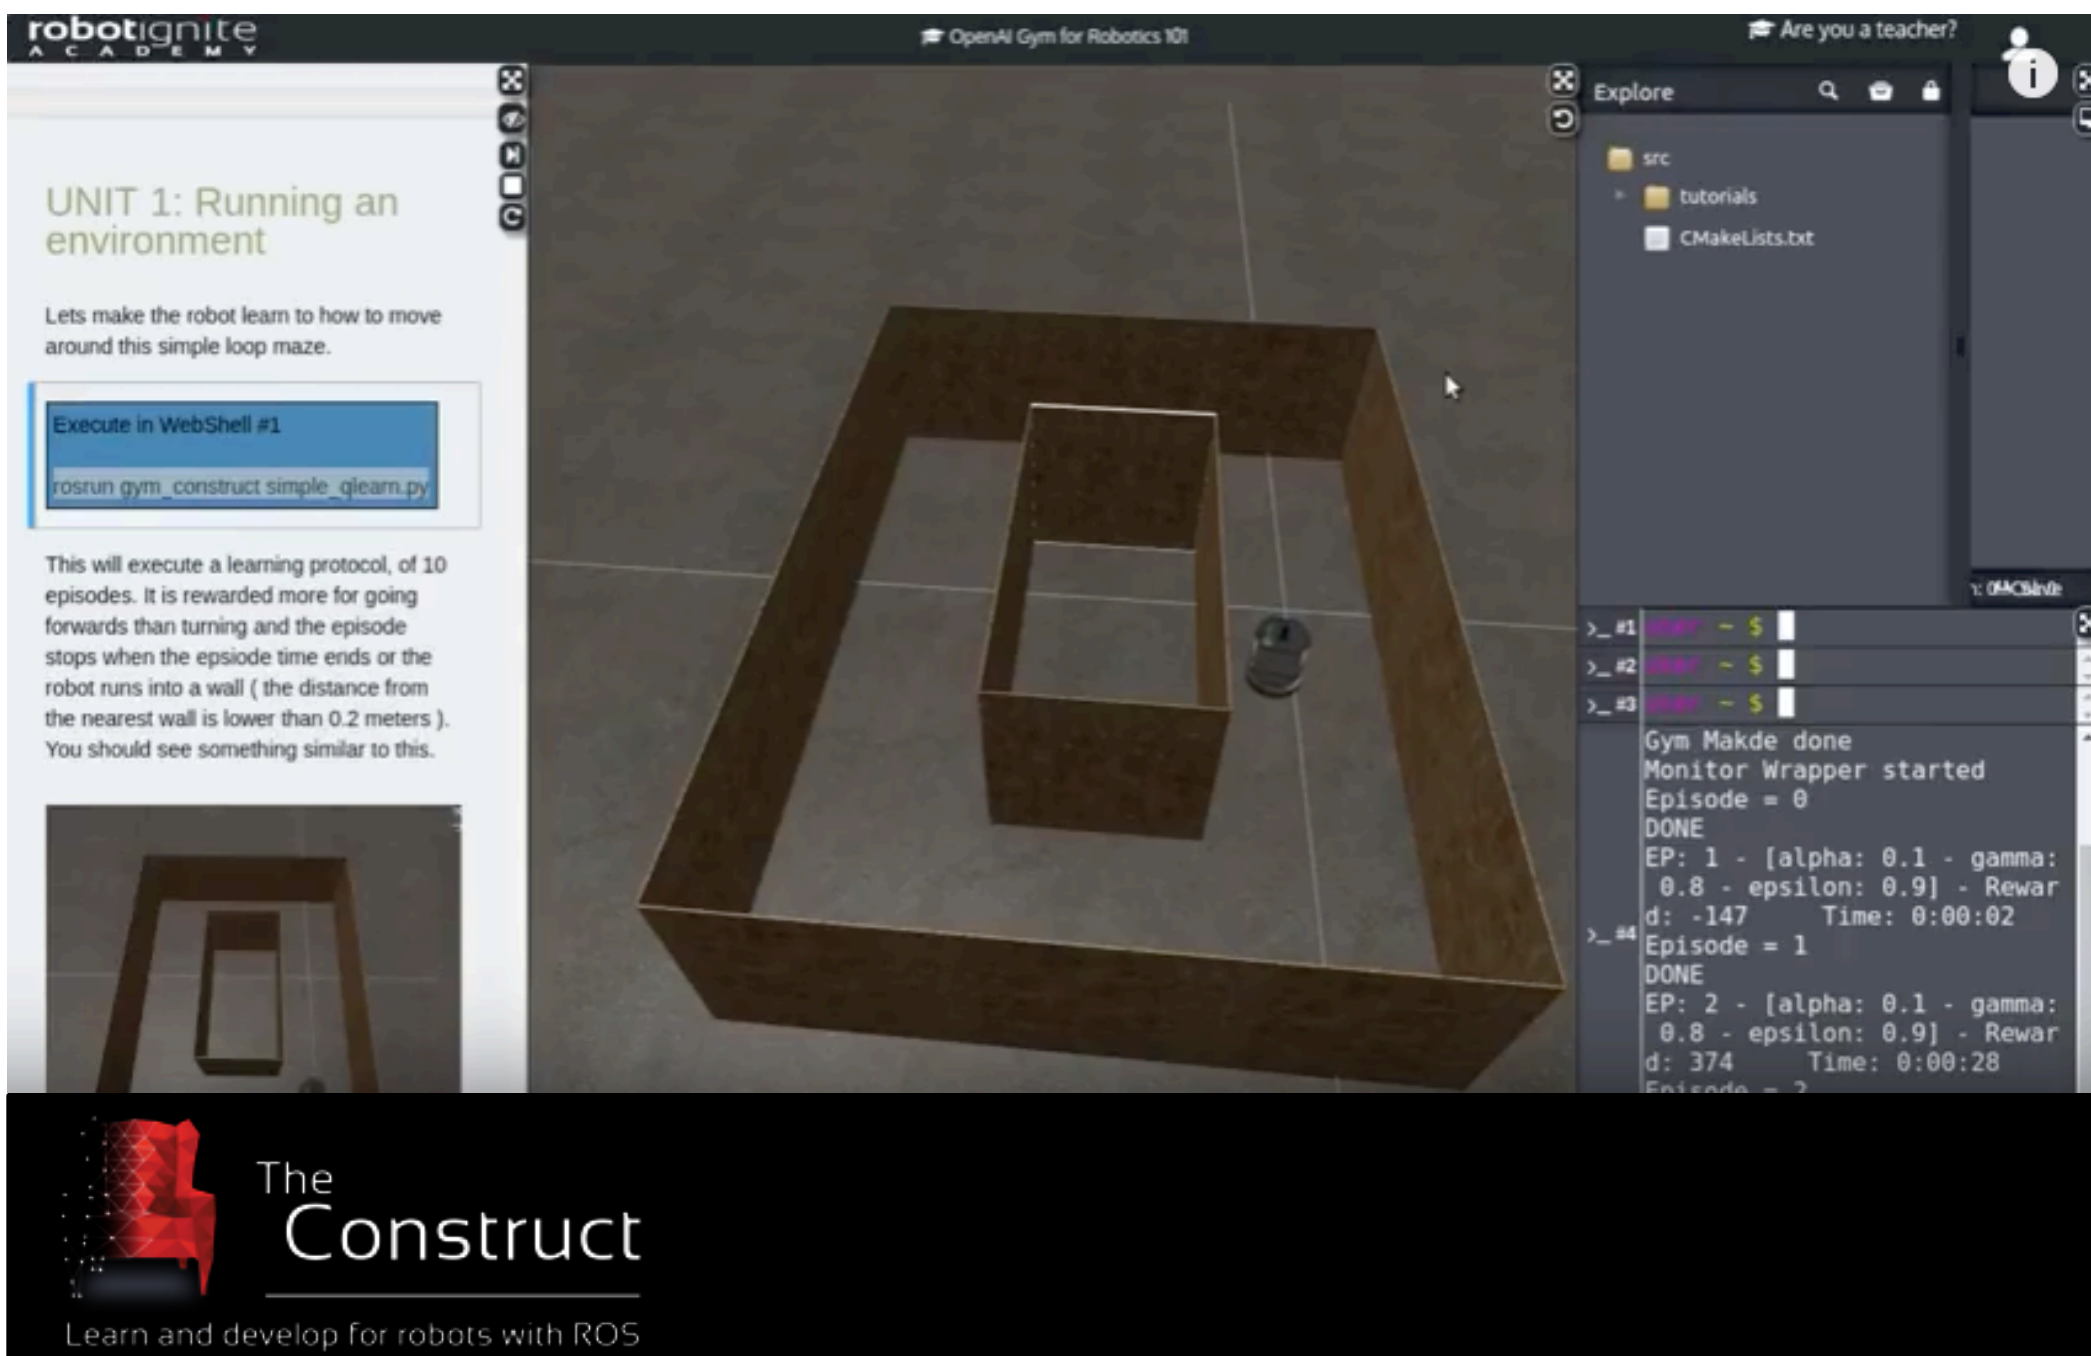 robotignite
ACADEMY
OpenAI Gym for Robotics 101
Are you a teacher?
i
UNIT 1: Running an
environment
Lets make the robot learn to how to move
around this simple loop maze.
Execute in WebShell #1
rosrun gym_construct simple_qlearn.py
This will execute a learning protocol, of 10
episodes. It is rewarded more for going
forwards than turning and the episode
stops when the epsiode time ends or the
robot runs into a wall ( the distance from
the nearest wall is lower than 0.2 meters ).
You should see something similar to this.
Explore
src
tutorials
CMakeLists.txt
>_ #1 user ~ $
>_ #2 user ~ $
>_ #3 user ~ $
>_ #4
Gym Makde done
Monitor Wrapper started
Episode = 0
DONE
EP: 1 - [alpha: 0.1 - gamma:
0.8 - epsilon: 0.9] - Rewar
d: -147 Time: 0:00:02
Episode = 1
DONE
EP: 2 - [alpha: 0.1 - gamma:
0.8 - epsilon: 0.9] - Rewar
d: 374 Time: 0:00:28
Episode = 2
The
Construct
Learn and develop for robots with ROS